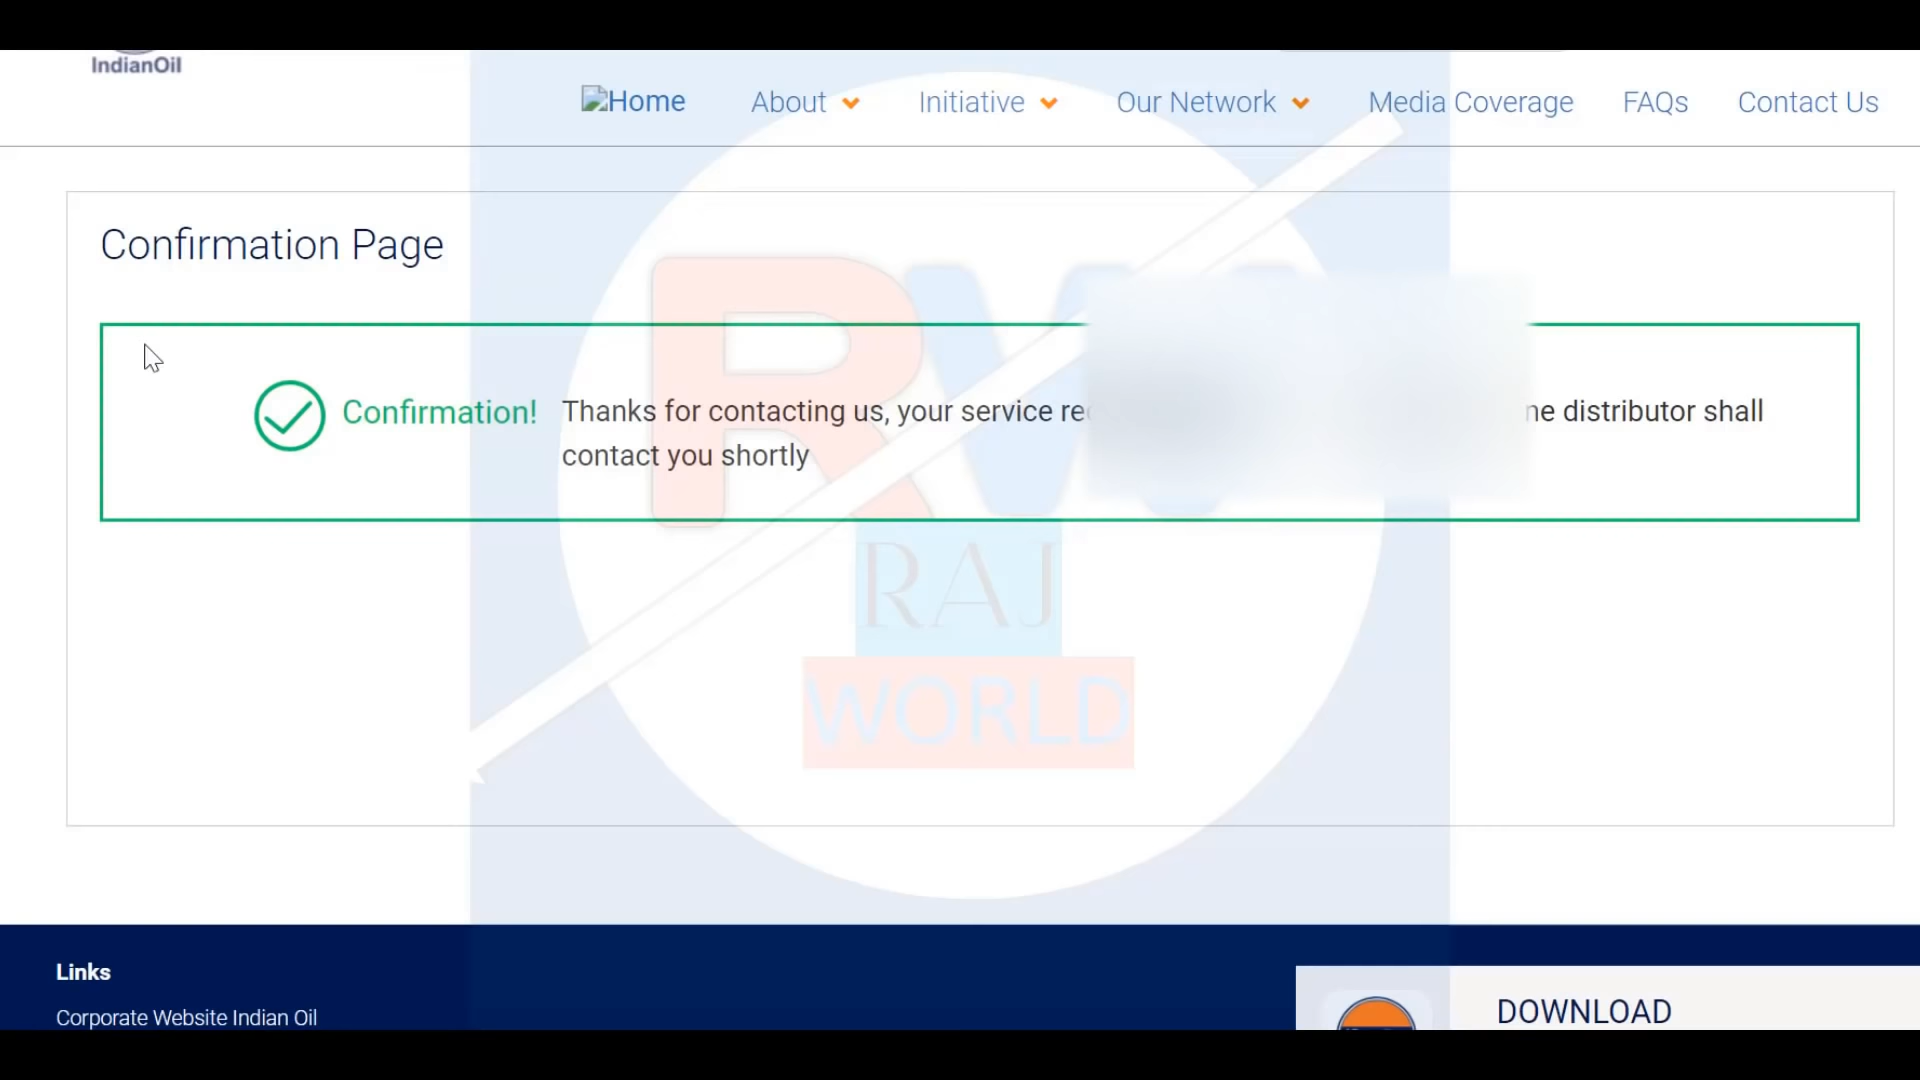 IndianOil
Home About Initiative Our Network Media Coverage FAQs Contact Us
Confirmation Page
Confirmation! Thanks for contacting us, your service distributor shall
contact you shortly
RW
RAJ
WORLD
Links
Corporate Website Indian Oil
DOWNLOAD